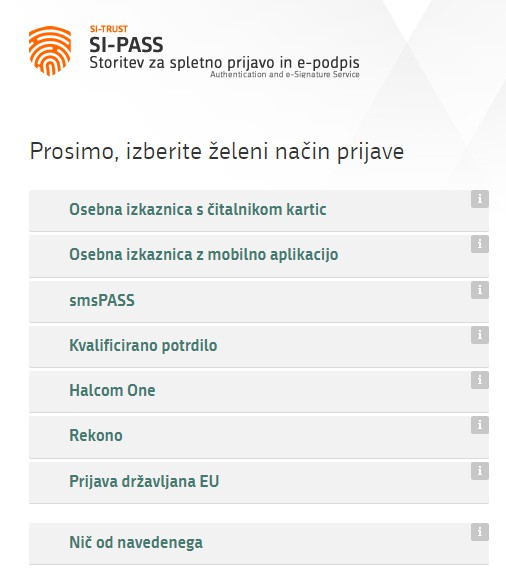 SI-TRUST
SI-PASS
Storitev za spletno prijavo in e-podpis
Authentication and e-Signature Service
Prosimo, izberite želeni način prijave
Osebna izkaznica s čitalnikom kartic
i
Osebna izkaznica z mobilno aplikacijo
i
smsPASS
i
Kvalificirano potrdilo
i
Halcom One
i
Rekono
i
Prijava državljana EU
i
Nič od navedenega
i